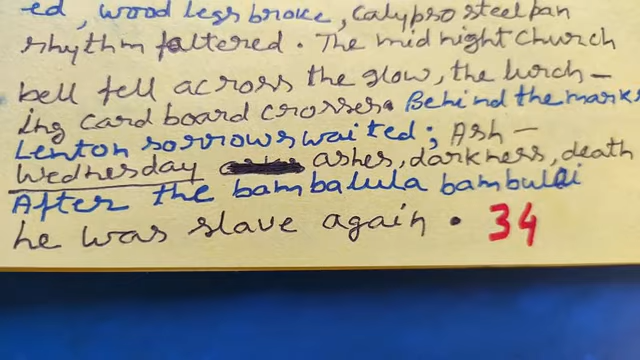 ed, wood legs broke, calypso steel pan
rhythm faltered. The midnight church
bell fell across the glow, the lurch-
ing card board crosses. Behind the masks
Lenton sorrows waited; Ash-
Wednesday ashes, darkness, death
After the bambalula bambulai
he was slave again. 34